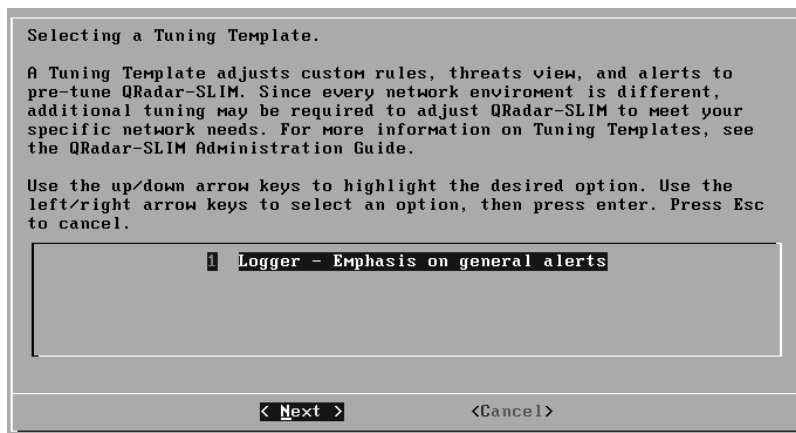 Selecting a Tuning Template.
A Tuning Template adjusts custom rules, threats view, and alerts to
pre-tune QRadar-SLIM. Since every network enviroment is different,
additional tuning may be required to adjust QRadar-SLIM to meet your
specific network needs. For more information on Tuning Templates, see
the QRadar-SLIM Administration Guide.
Use the up/down arrow keys to highlight the desired option. Use the
left/right arrow keys to select an option, then press enter. Press Esc
to cancel.
1 Logger - Emphasis on general alerts
< Next > <Cancel>